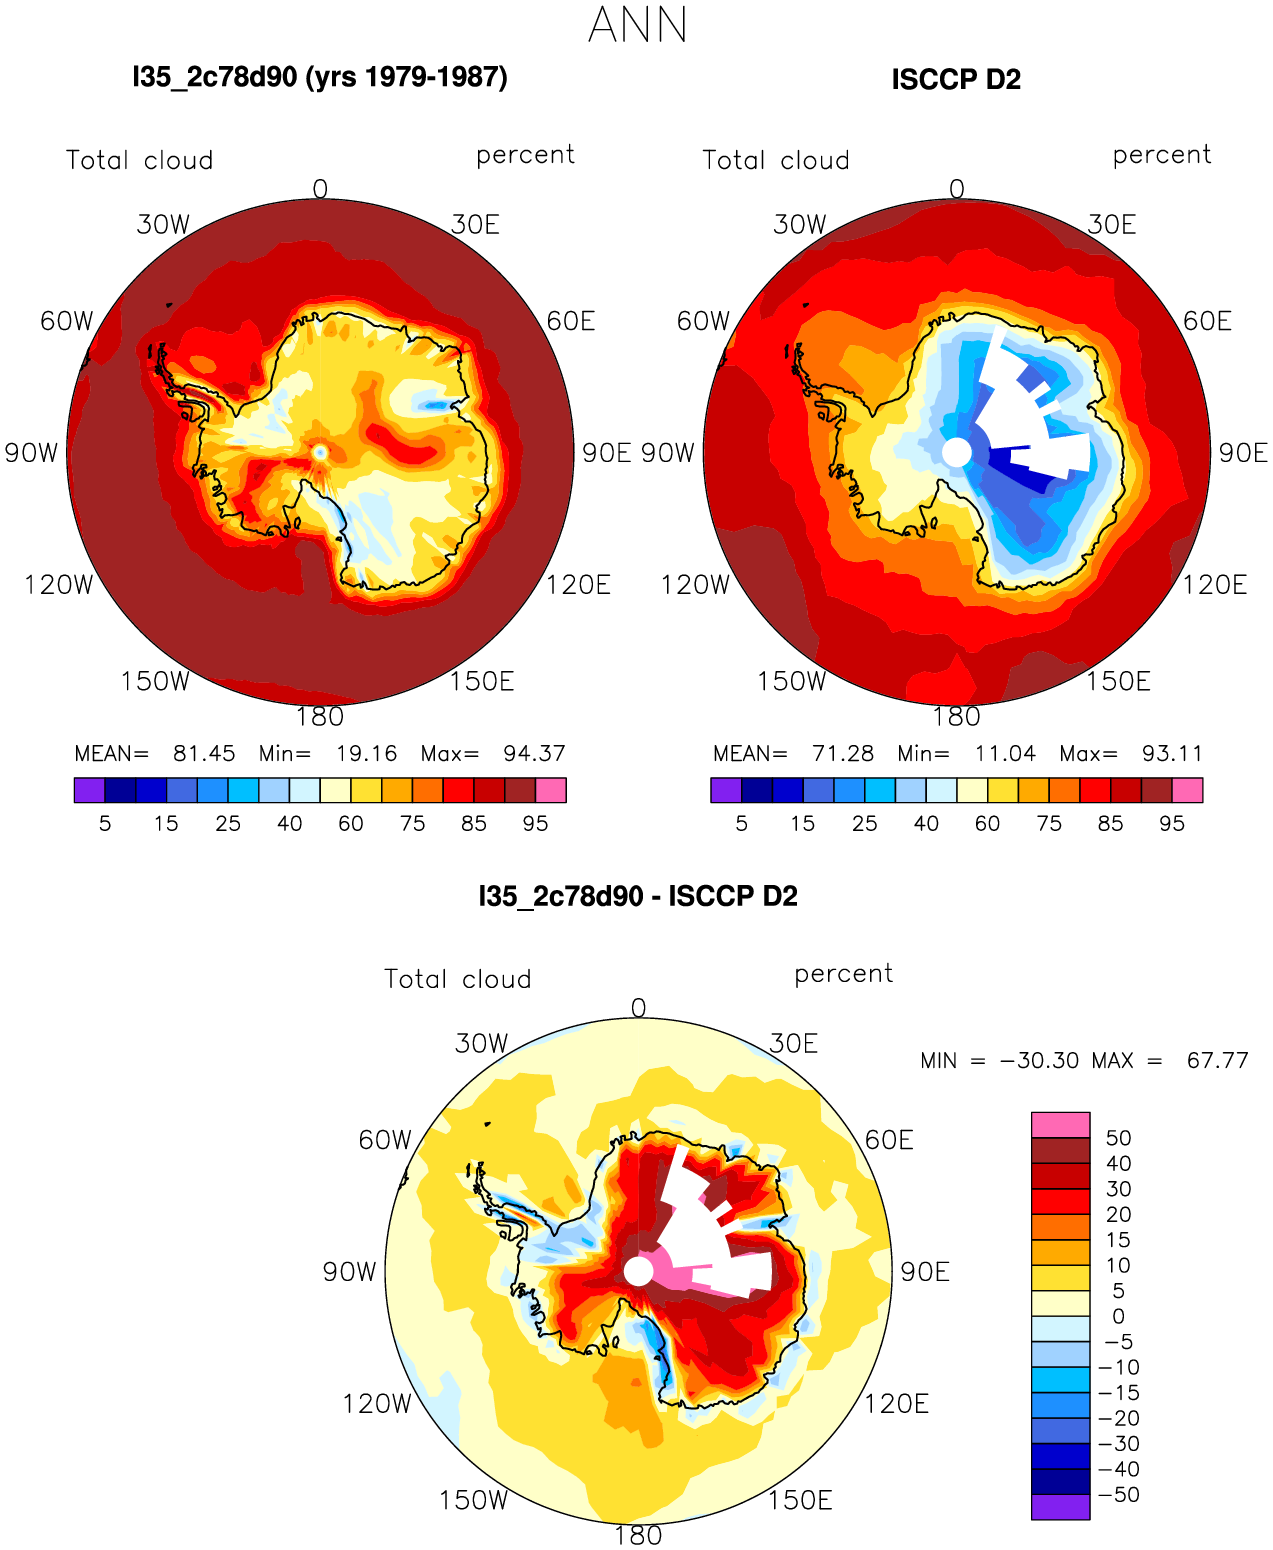 ANN
I35_2c78d90 (yrs 1979-1987)
ISCCP D2
Total cloud percent
Total cloud percent
0
30W 30E
60W 60E
90W 90E
120W 120E
150W 150E
180
0
30W 30E
60W 60E
90W 90E
120W 120E
150W 150E
180
MEAN= 81.45 Min= 19.16 Max= 94.37
5 15 25 40 60 75 85 95
MEAN= 71.28 Min= 11.04 Max= 93.11
5 15 25 40 60 75 85 95
I35_2c78d90 - ISCCP D2
Total cloud percent
0
30W 30E
60W 60E
90W 90E
120W 120E
150W 150E
180
MIN = -30.30 MAX = 67.77
50
40
30
20
15
10
5
0
-5
-10
-15
-20
-30
-40
-50